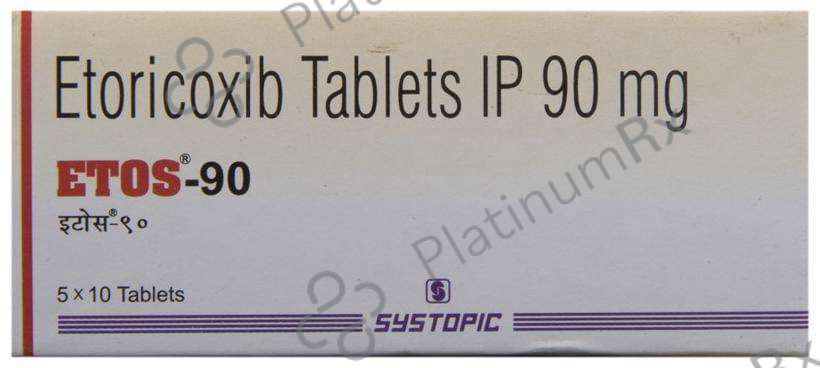 Etoricoxib Tablets IP 90 mg
ETOS®-90
इटोस®-९०
5 x 10 Tablets
SYSTOPIC
PlatinumRx